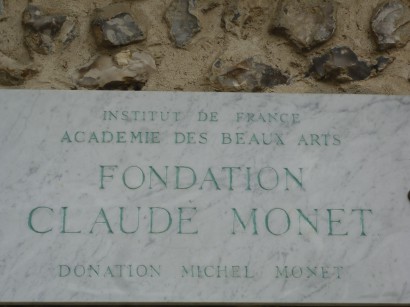 INSTITUT DE FRANCE
ACADEMIE DES BEAUX ARTS
FONDATION
CLAUDE MONET
DONATION MICHEL MONET